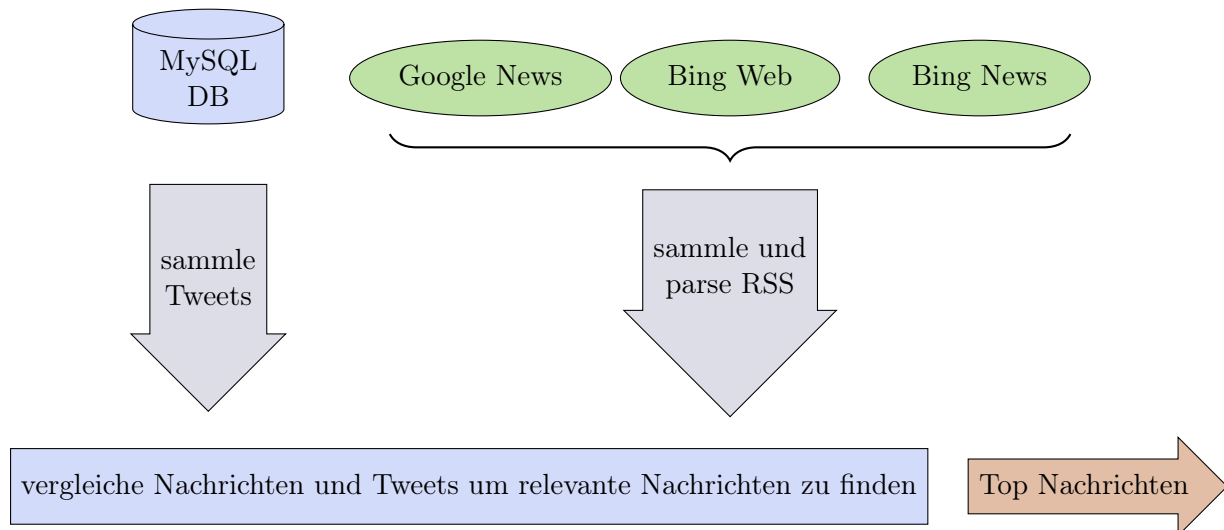 MySQL
DB
Google News
Bing Web
Bing News
sammle
Tweets
sammle und
parse RSS
vergleiche Nachrichten und Tweets um relevante Nachrichten zu finden
Top Nachrichten